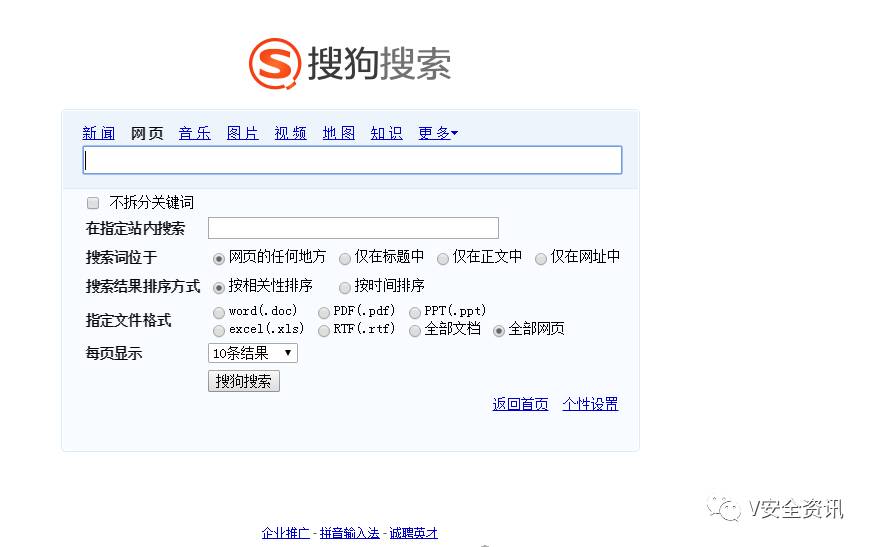 搜狗搜索
新闻 网页 音乐 图片 视频 地图 知识 更多
不拆分关键词
在指定站内搜索
搜索词位于 网页的任何地方 仅在标题中 仅在正文中 仅在网址中
搜索结果排序方式 按相关性排序 按时间排序
指定文件格式 word(.doc) PDF(.pdf) PPT(.ppt)
excel(.xls) RTF(.rtf) 全部文档 全部网页
每页显示 10条结果
搜狗搜索
返回首页 个性设置
V安全资讯
企业推广 - 拼音输入法 - 诚聘英才